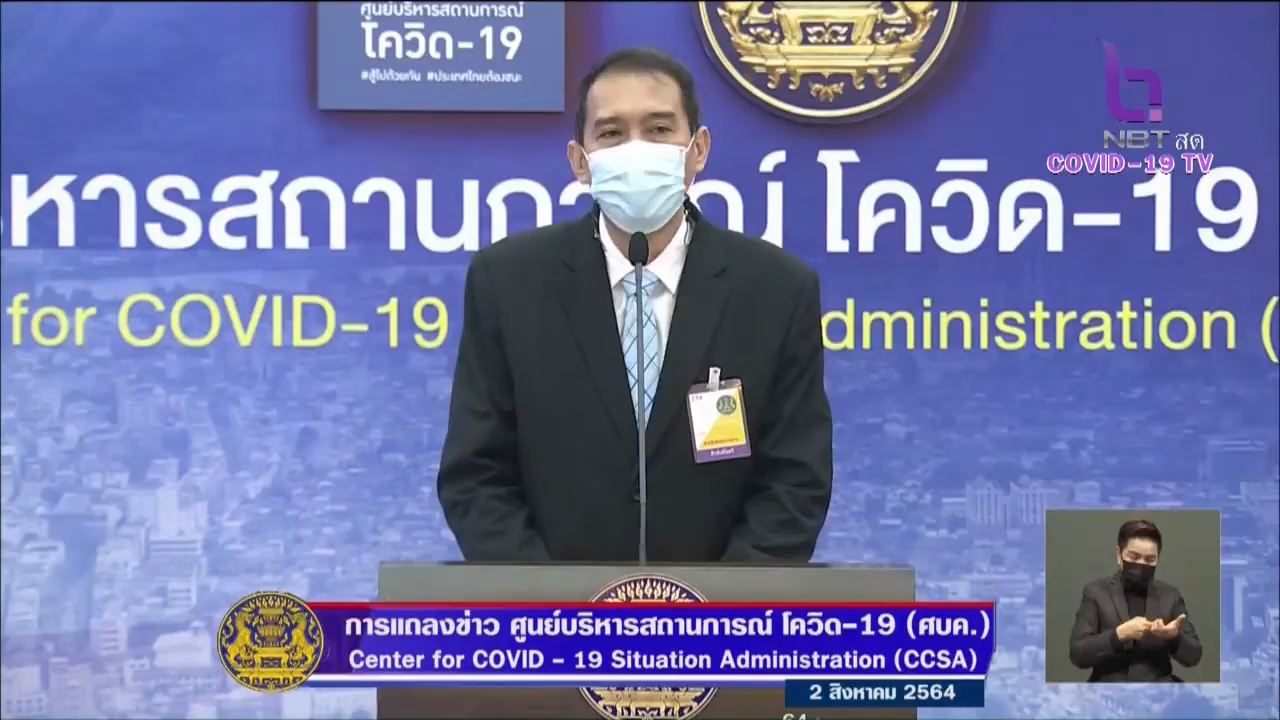 ศูนย์บริหารสถานการณ์
โควิด-19
#สู้ไปด้วยกัน #ประเทศไทยต้องชนะ
NBT สด
COVID-19 TV
หารสถานการณ์ โควิด-19
for COVID-19
dministration (
การแถลงข่าว ศูนย์บริหารสถานการณ์ โควิด-19 (ศบค.)
Center for COVID - 19 Situation Administration (CCSA)
2 สิงหาคม 2564